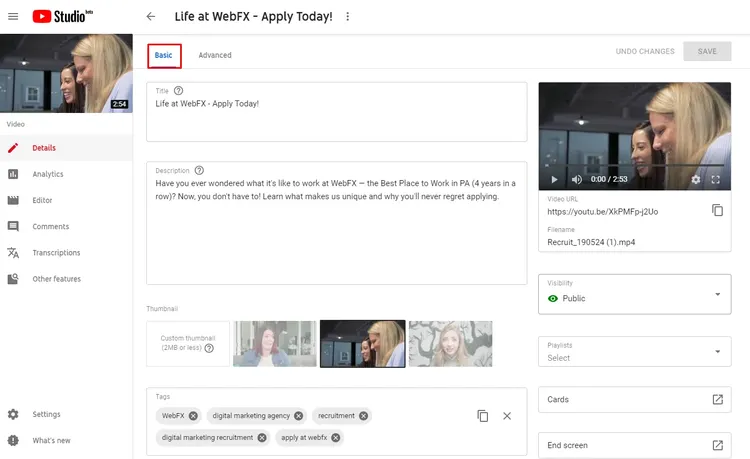 Studio beta
Life at WebFX - Apply Today!
Basic
Advanced
UNDO CHANGES
SAVE
2:54
Video
Details
Analytics
Editor
Comments
Transcriptions
Other features
Settings
What's new
Title
Life at WebFX - Apply Today!
Description
Have you ever wondered what it's like to work at WebFX — the Best Place to Work in PA (4 years in a
row)? Now, you don't have to! Learn what makes us unique and why you'll never regret applying.
Thumbnail
Custom thumbnail
(2MB or less)
Tags
WebFX
digital marketing agency
recruitment
digital marketing recruitment
apply at webfx
0:00 / 2:53
Video URL
https://youtu.be/XkPMFp-j2Uo
Filename
Recruit_190524 (1).mp4
Visibility
Public
Playlists
Select
Cards
End screen